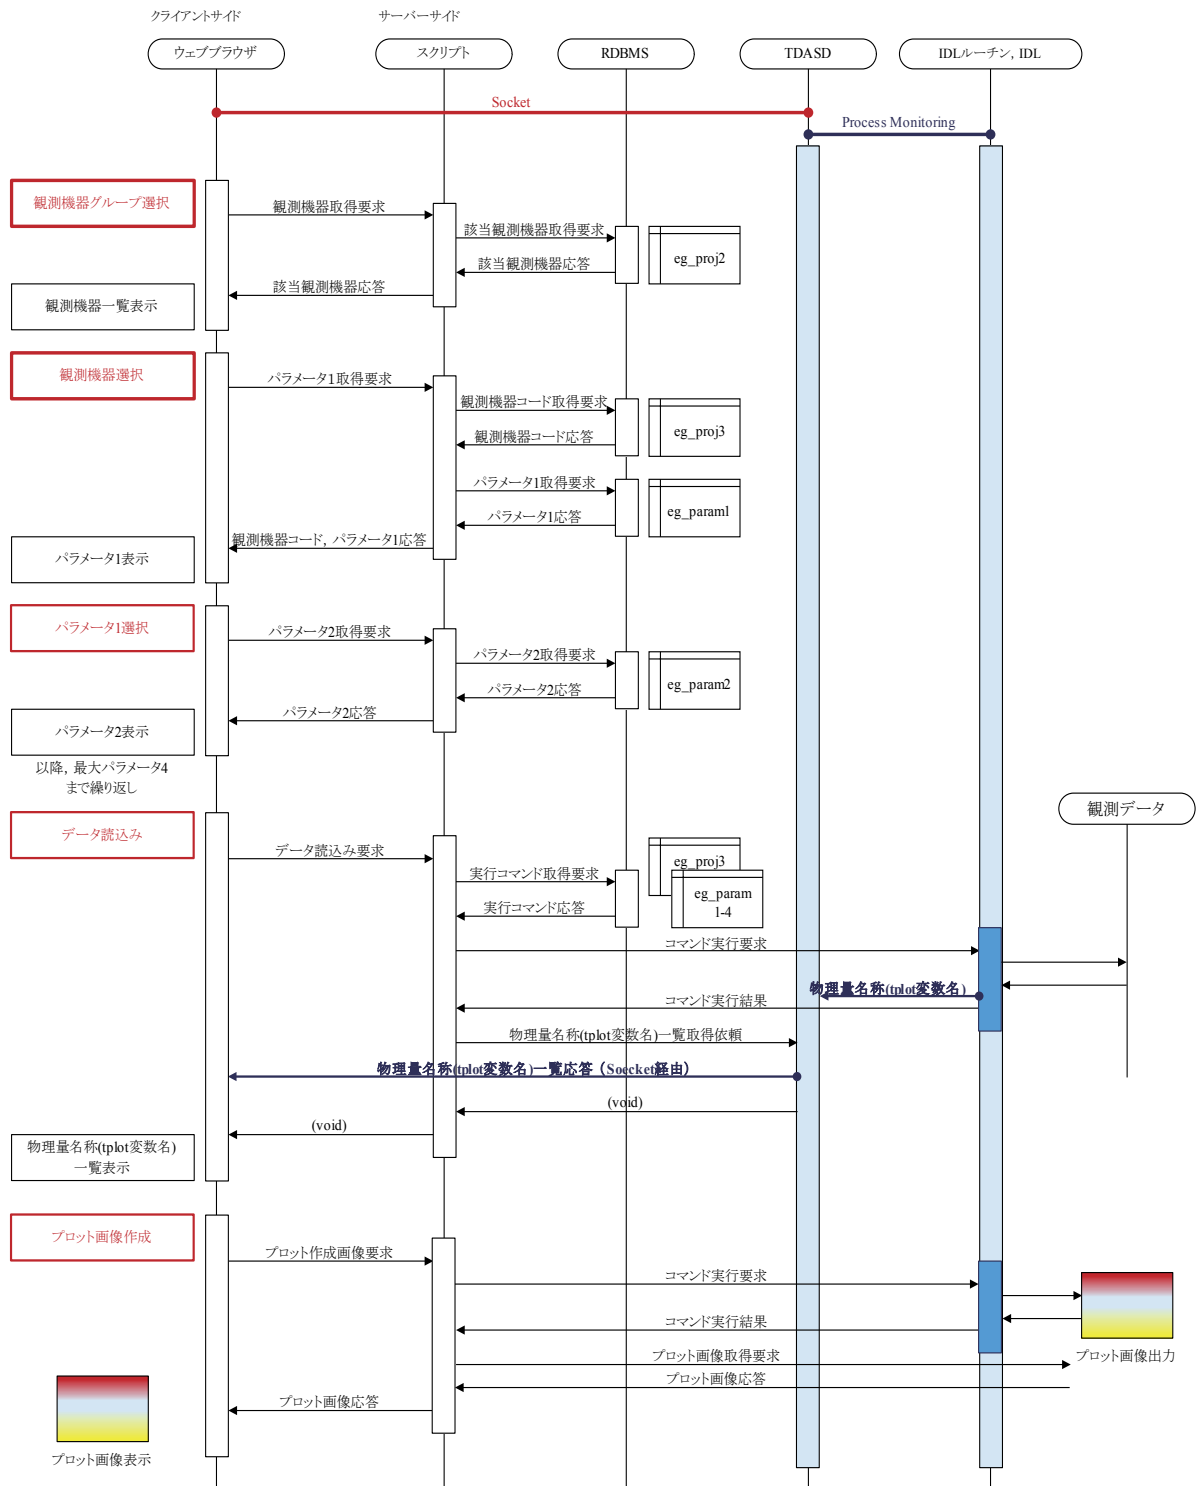 クライアントサイド
サーバーサイド
ウェブブラウザ
スクリプト
RDBMS
TDASD
IDLルーチン, IDL
Socket
Process Monitoring
観測機器グループ選択
観測機器取得要求
該当観測機器取得要求
eg_proj2
該当観測機器応答
該当観測機器応答
観測機器一覧表示
観測機器選択
パラメータ1取得要求
観測機器コード取得要求
eg_proj3
観測機器コード応答
パラメータ1取得要求
eg_param1
パラメータ1応答
観測機器コード, パラメータ1応答
パラメータ1表示
パラメータ1選択
パラメータ2取得要求
パラメータ2取得要求
eg_param2
パラメータ2応答
パラメータ2応答
パラメータ2表示
以降, 最大パラメータ4
まで繰り返し
観測データ
データ読込み
データ読込み要求
eg_proj3
実行コマンド取得要求
eg_param
1-4
実行コマンド応答
コマンド実行要求
物理量名称(tplot変数名)
コマンド実行結果
物理量名称(tplot変数名)一覧取得依頼
物理量名称(tplot変数名)一覧応答（Soecket経由）
(void)
(void)
物理量名称(tplot変数名)
一覧表示
プロット画像作成
プロット作成画像要求
コマンド実行要求
コマンド実行結果
プロット画像出力
プロット画像取得要求
プロット画像応答
プロット画像応答
プロット画像表示